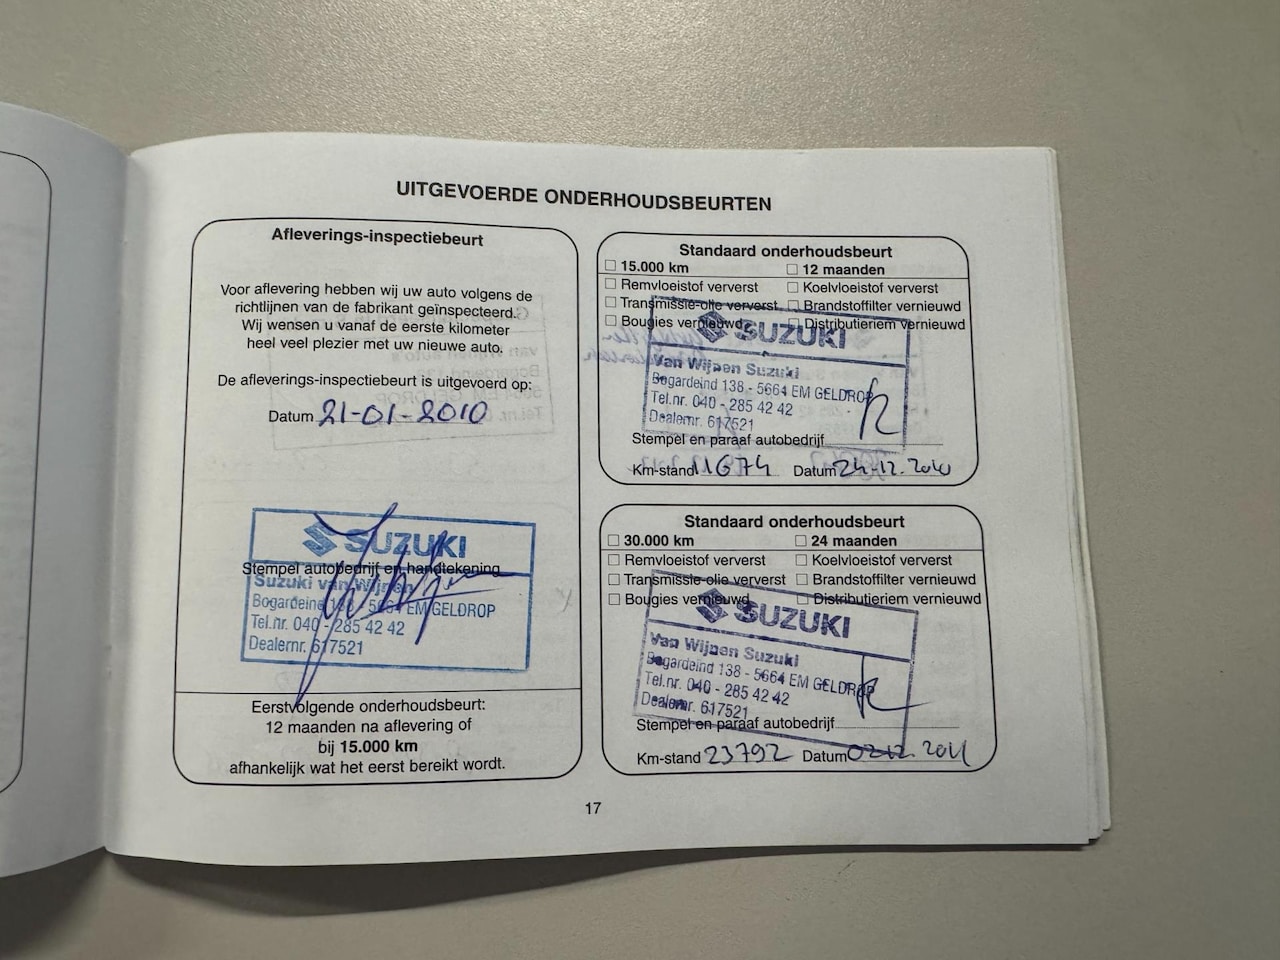 UITGEVOERDE ONDERHOUDSBEURTEN
Afleverings-inspectiebeurt
Voor aflevering hebben wij uw auto volgens de
richtlijnen van de fabrikant geïnspecteerd.
Wij wensen u vanaf de eerste kilometer
heel veel plezier met uw nieuwe auto.
De afleverings-inspectiebeurt is uitgevoerd op:
Datum 21-01-2010
SUZUKI
Stempel autobedrijf en handtekening
Suzuki van Wijnen
Bogardeind 138 - 5664 EM GELDROP
Tel.nr. 040 - 285 42 42
Dealernr. 617521
Eerstvolgende onderhoudsbeurt:
12 maanden na aflevering of
bij 15.000 km
afhankelijk wat het eerst bereikt wordt.
Standaard onderhoudsbeurt
15.000 km 12 maanden
Remvloeistof ververst Koelvloeistof ververst
Transmissie-olie ververst Brandstoffilter vernieuwd
Bougies vernieuwd Distributieriem vernieuwd
SUZUKI
Van Wijnen Suzuki
Bogardeind 138 - 5664 EM GELDROP
Tel.nr. 040 - 285 42 42
Dealernr. 617521
Stempel en paraaf autobedrijf
Km-stand 11674 Datum 24-12-2010
Standaard onderhoudsbeurt
30.000 km 24 maanden
Remvloeistof ververst Koelvloeistof ververst
Transmissie-olie ververst Brandstoffilter vernieuwd
Bougies vernieuwd Distributieriem vernieuwd
SUZUKI
Van Wijnen Suzuki
Bogardeind 138 - 5664 EM GELDROP
Tel.nr. 040 - 285 42 42
Dealernr. 617521
Stempel en paraaf autobedrijf
Km-stand 23792 Datum 02-12-2011
17